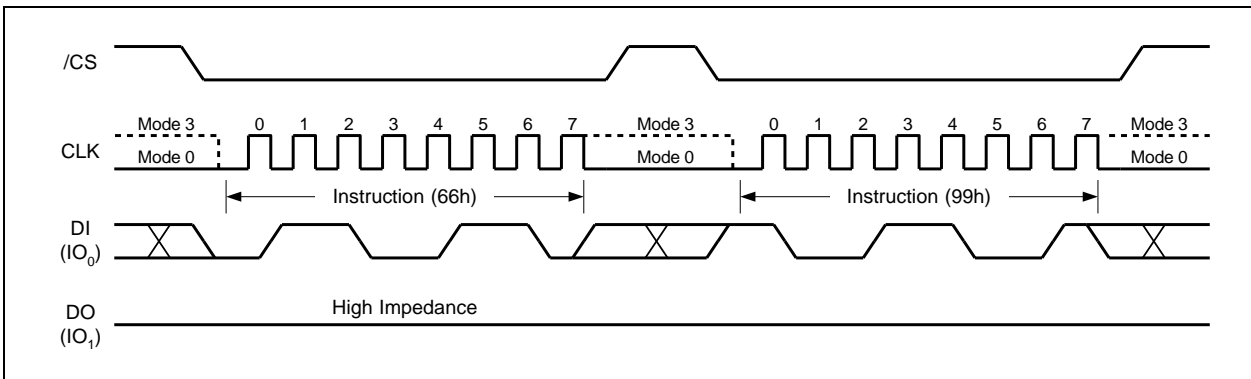 /CS
Mode 3 0 1 2 3 4 5 6 7 Mode 3 0 1 2 3 4 5 6 7 Mode 3
CLK Mode 0 Mode 0 Mode 0
Instruction (66h) Instruction (99h)
DI
(IO0)
High Impedance
DO
(IO1)